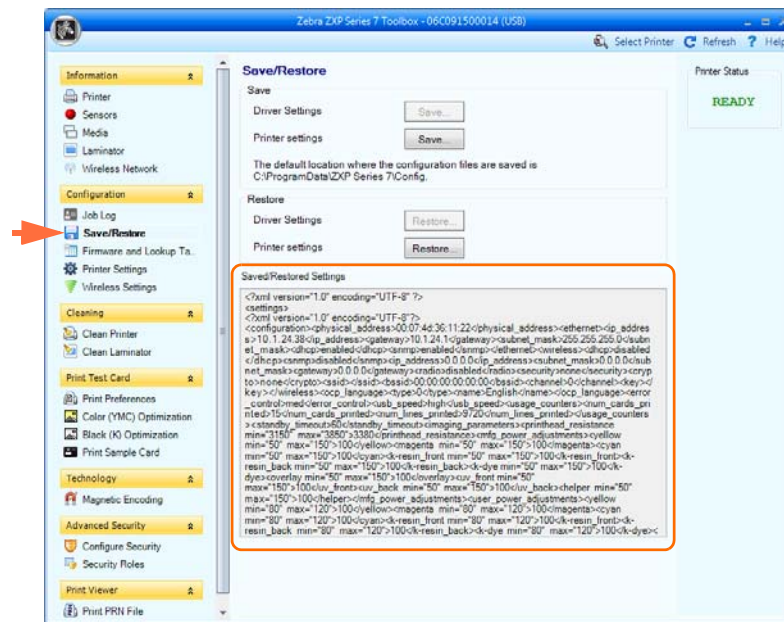 Zebra ZXP Series 7 Toolbox - 06C091500014 (USB)
Select Printer Refresh ? Help
Information
Printer
Sensors
Media
Laminator
Wireless Network
Configuration
Job Log
Save/Restore
Firmware and Lookup Ta..
Printer Settings
Wireless Settings
Cleaning
Clean Printer
Clean Laminator
Print Test Card
Print Preferences
Color (YMC) Optimization
Black (K) Optimization
Print Sample Card
Technology
Magnetic Encoding
Advanced Security
Configure Security
Security Roles
Print Viewer
Print PRN File
Save/Restore
Save
Driver Settings Save...
Printer settings Save...
The default location where the configuration files are saved is
C:\ProgramData\ZXP Series 7\Config.
Restore
Driver Settings Restore...
Printer settings Restore...
Saved/Restored Settings
<?xml version="1.0" encoding="UTF-8" ?>
<settings>
<?xml version="1.0" encoding="UTF-8" ?>
<configuration><physical_address>00:07:4d:36:11:22</physical_address><ethernet><ip_addres
s>10.1.24.38</ip_address><gateway>10.1.24.1</gateway><subnet_mask>255.255.255.0</subn
et_mask><dhcp>enabled</dhcp><snmp>enabled</snmp></ethernet><wireless><dhcp>disabled
</dhcp><snmp>disabled</snmp><ip_address>0.0.0.0</ip_address><subnet_mask>0.0.0.0</sub
net_mask><gateway>0.0.0.0</gateway><radio>disabled</radio><security>none</security><cryp
to>none</crypto><ssid></ssid><bssid>00:00:00:00:00:00</bssid><channel>0</channel><key></
key></wireless><ocp_language><type>0</type><name>English</name></ocp_language><error
_control>med</error_control><usb_speed>high</usb_speed><usage_counters><num_cards_pri
nted>15</num_cards_printed><num_lines_printed>9720</num_lines_printed></usage_counters
><standby_timeout>60</standby_timeout><imaging_parameters><printhead_resistance
min="3150" max="3850">3380</printhead_resistance><mfg_power_adjustments><yellow
min="50" max="150">100</yellow><magenta min="50" max="150">100</magenta><cyan
min="50" max="150">100</cyan><k-resin_front min="50" max="150">100</k-resin_front><k-
resin_back min="50" max="150">100</k-resin_back><k-dye min="50" max="150">100</k-
dye><overlay min="50" max="150">100</overlay><uv_front min="50"
max="150">100</uv_front><uv_back min="50" max="150">100</uv_back><helper min="50"
max="150">100</helper></mfg_power_adjustments><user_power_adjustments><yellow
min="80" max="120">100</yellow><magenta min="80" max="120">100</magenta><cyan
min="80" max="120">100</cyan><k-resin_front min="80" max="120">100</k-resin_front><k-
resin_back min="80" max="120">100</k-resin_back><k-dye min="80" max="120">100</k-dye><
Printer Status
READY